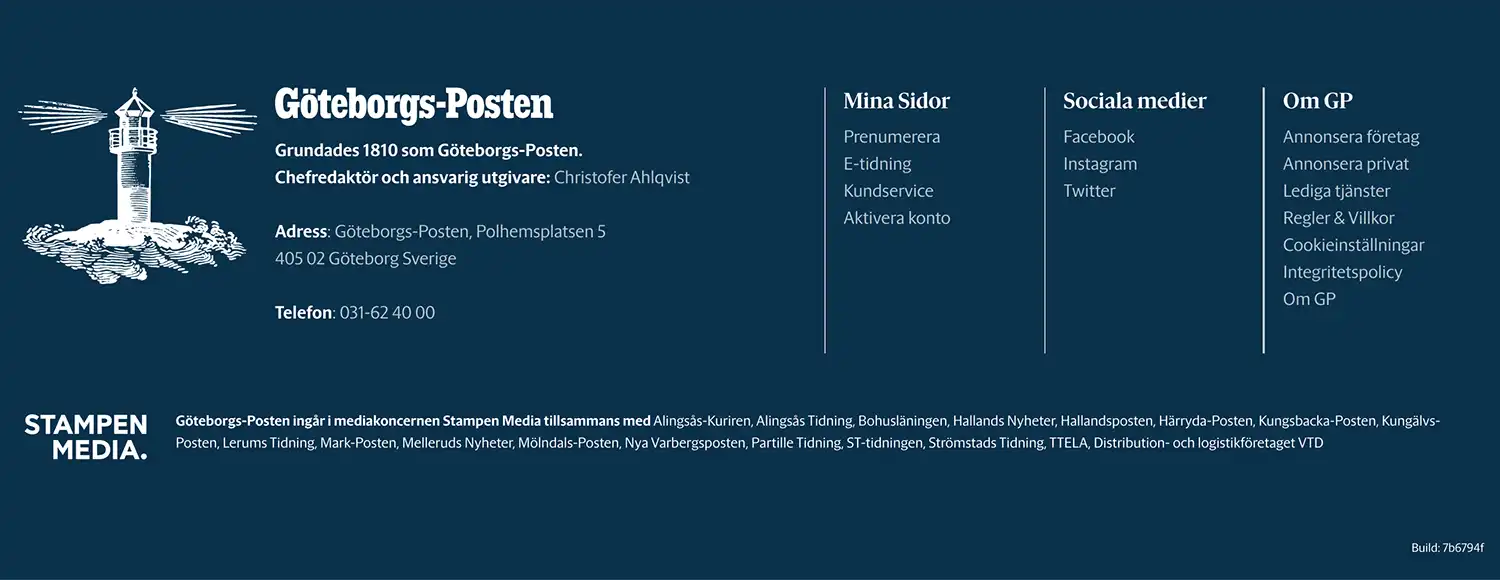 Göteborgs-Posten
Grundades 1810 som Göteborgs-Posten.
Chefredaktör och ansvarig utgivare: Christofer Ahlqvist
Adress: Göteborgs-Posten, Polhemsplatsen 5
405 02 Göteborg Sverige
Telefon: 031-62 40 00
Mina Sidor
Prenumerera
E-tidning
Kundservice
Aktivera konto
Sociala medier
Facebook
Instagram
Twitter
Om GP
Annonsera företag
Annonsera privat
Lediga tjänster
Regler & Villkor
Cookieinställningar
Integritetspolicy
Om GP
STAMPEN
MEDIA.
Göteborgs-Posten ingår i mediakoncernen Stampen Media tillsammans med Alingsås-Kuriren, Alingsås Tidning, Bohusläningen, Hallands Nyheter, Hallandsposten, Härryda-Posten, Kungsbacka-Posten, Kungälvs-
Posten, Lerums Tidning, Mark-Posten, Melleruds Nyheter, Mölndals-Posten, Nya Varbergsposten, Partille Tidning, ST-tidningen, Strömstads Tidning, TTELA, Distribution- och logistikföretaget VTD
Build: 7b6794f